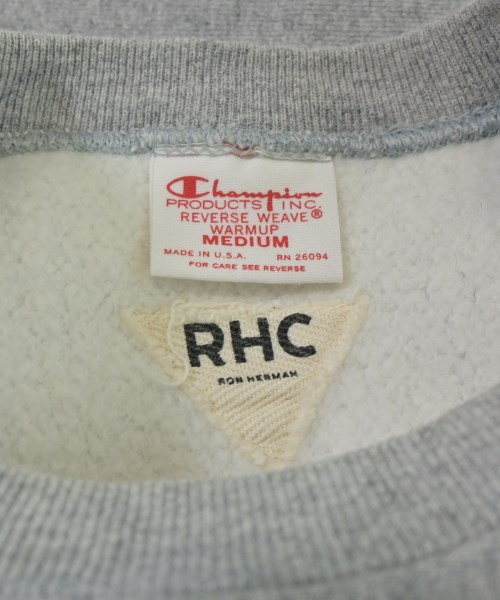 Champion
PRODUCTS INC.
REVERSE WEAVE®
WARMUP
MEDIUM
MADE IN U.S.A. RN 26094
FOR CARE SEE REVERSE
RHC
RON HERMAN